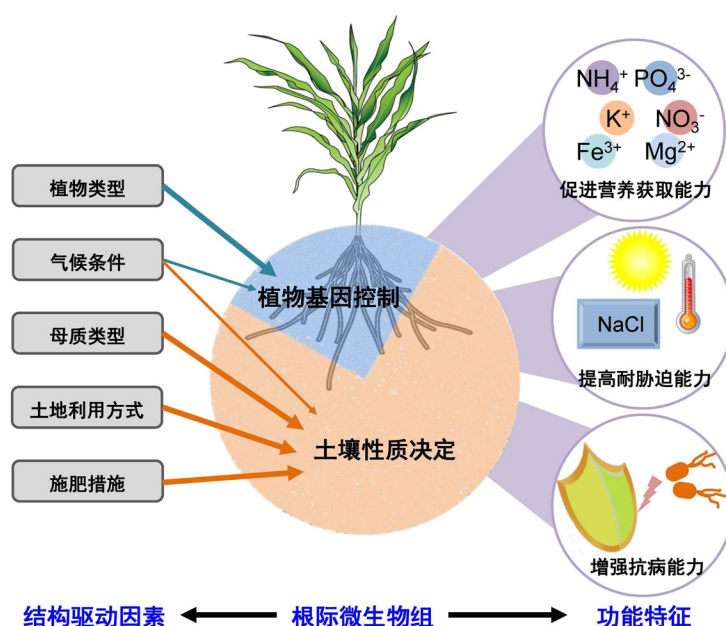 NH₄⁺ PO₄³⁻
K⁺ NO₃⁻
Fe³⁺ Mg²⁺
促进营养获取能力
植物类型
气候条件
母质类型
土地利用方式
施肥措施
植物基因控制
土壤性质决定
NaCl
提高耐胁迫能力
增强抗病能力
结构驱动因素
根际微生物组
功能特征